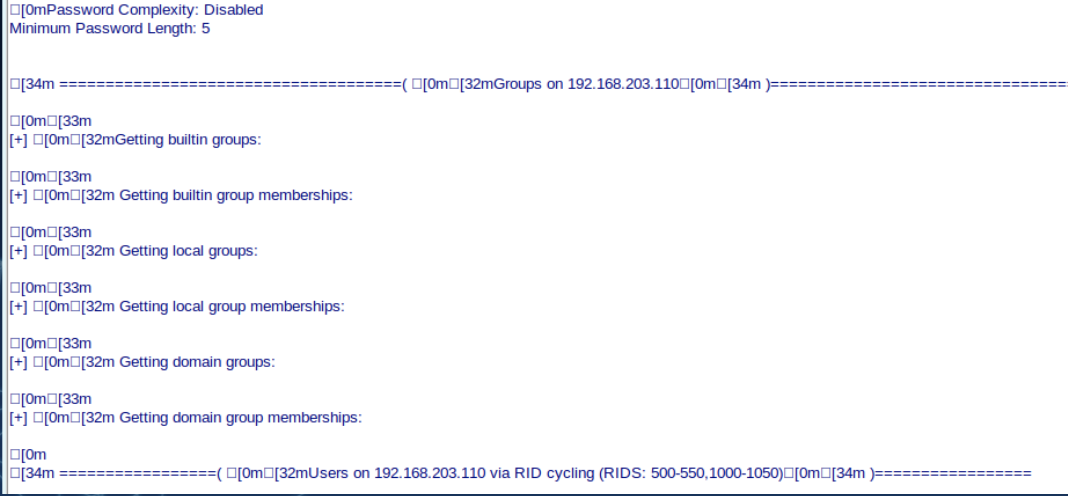 □[0mPassword Complexity: Disabled
Minimum Password Length: 5
□[34m =====================================( □[0m□[32mGroups on 192.168.203.110□[0m□[34m )================================
□[0m□[33m
[+] □[0m□[32mGetting builtin groups:
□[0m□[33m
[+] □[0m□[32m Getting builtin group memberships:
□[0m□[33m
[+] □[0m□[32m Getting local groups:
□[0m□[33m
[+] □[0m□[32m Getting local group memberships:
□[0m□[33m
[+] □[0m□[32m Getting domain groups:
□[0m□[33m
[+] □[0m□[32m Getting domain group memberships:
□[0m
□[34m =================( □[0m□[32mUsers on 192.168.203.110 via RID cycling (RIDS: 500-550,1000-1050)□[0m□[34m )=================